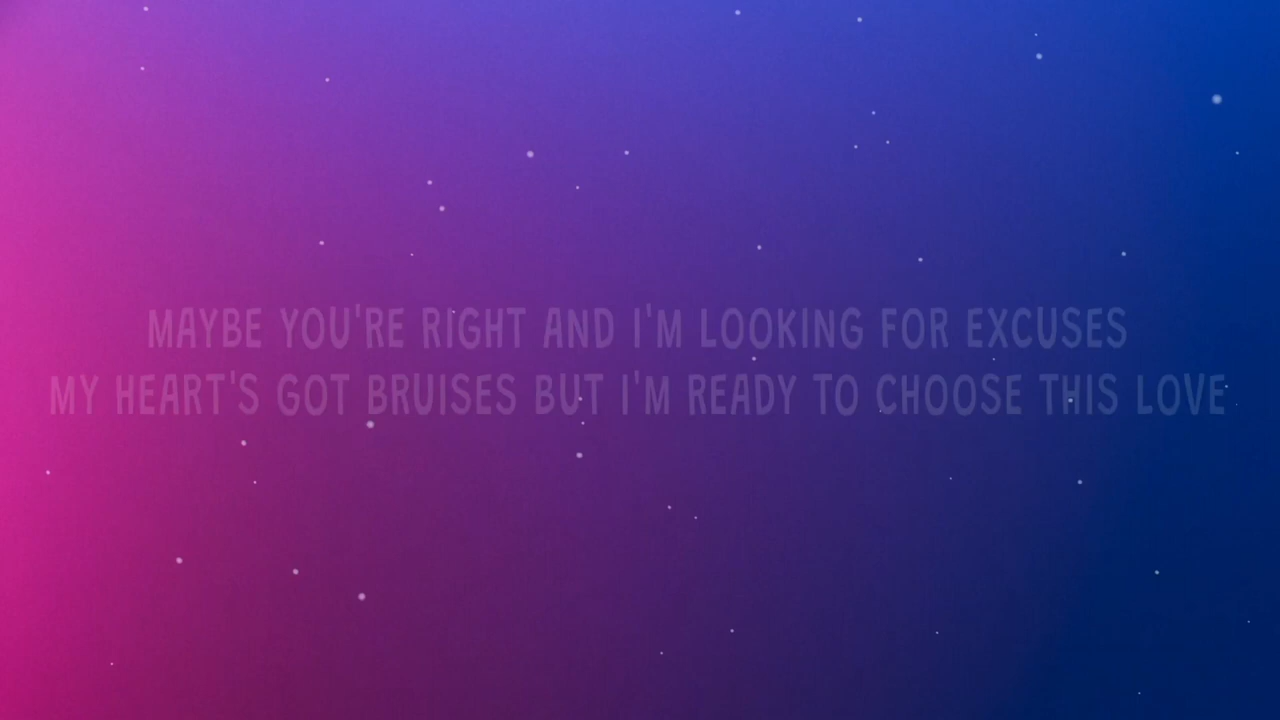 MAYBE YOU'RE RIGHT AND I'M LOOKING FOR EXCUSES
MY HEART'S GOT BRUISES BUT I'M READY TO CHOOSE THIS LOVE